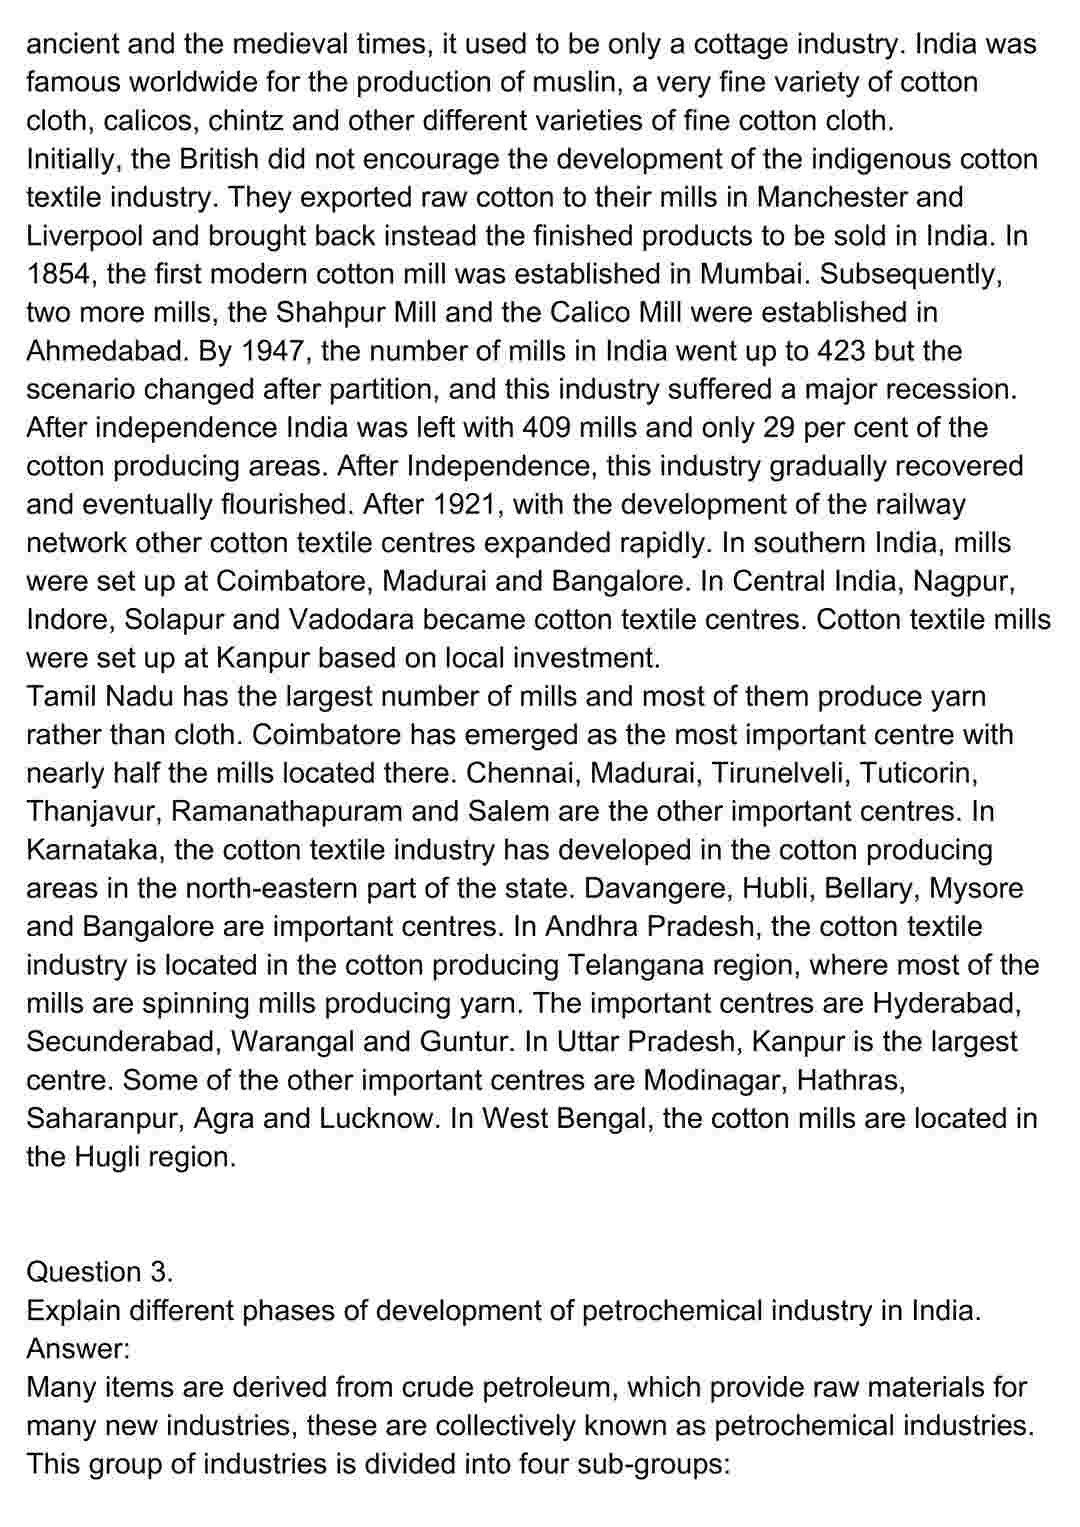 ancient and the medieval times, it used to be only a cottage industry. India was
famous worldwide for the production of muslin, a very fine variety of cotton
cloth, calicos, chintz and other different varieties of fine cotton cloth.
Initially, the British did not encourage the development of the indigenous cotton
textile industry. They exported raw cotton to their mills in Manchester and
Liverpool and brought back instead the finished products to be sold in India. In
1854, the first modern cotton mill was established in Mumbai. Subsequently,
two more mills, the Shahpur Mill and the Calico Mill were established in
Ahmedabad. By 1947, the number of mills in India went up to 423 but the
scenario changed after partition, and this industry suffered a major recession.
After independence India was left with 409 mills and only 29 per cent of the
cotton producing areas. After Independence, this industry gradually recovered
and eventually flourished. After 1921, with the development of the railway
network other cotton textile centres expanded rapidly. In southern India, mills
were set up at Coimbatore, Madurai and Bangalore. In Central India, Nagpur,
Indore, Solapur and Vadodara became cotton textile centres. Cotton textile mills
were set up at Kanpur based on local investment.
Tamil Nadu has the largest number of mills and most of them produce yarn
rather than cloth. Coimbatore has emerged as the most important centre with
nearly half the mills located there. Chennai, Madurai, Tirunelveli, Tuticorin,
Thanjavur, Ramanathapuram and Salem are the other important centres. In
Karnataka, the cotton textile industry has developed in the cotton producing
areas in the north-eastern part of the state. Davangere, Hubli, Bellary, Mysore
and Bangalore are important centres. In Andhra Pradesh, the cotton textile
industry is located in the cotton producing Telangana region, where most of the
mills are spinning mills producing yarn. The important centres are Hyderabad,
Secunderabad, Warangal and Guntur. In Uttar Pradesh, Kanpur is the largest
centre. Some of the other important centres are Modinagar, Hathras,
Saharanpur, Agra and Lucknow. In West Bengal, the cotton mills are located in
the Hugli region.
Question 3.
Explain different phases of development of petrochemical industry in India.
Answer:
Many items are derived from crude petroleum, which provide raw materials for
many new industries, these are collectively known as petrochemical industries.
This group of industries is divided into four sub-groups: